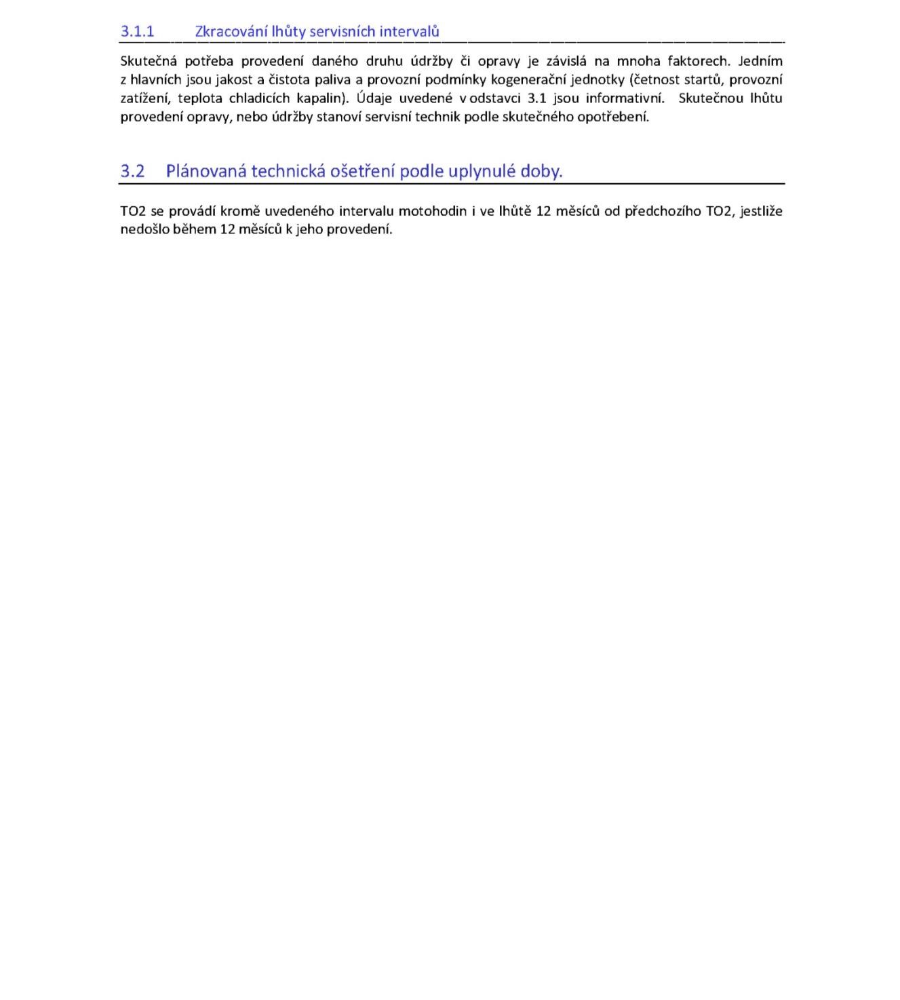 3.1.1 Zkracování lhůty servisních intervalů
Skutečná potřeba provedení daného druhu údržby či opravy je závislá na mnoha faktorech. Jedním
z hlavních jsou jakost a čistota paliva a provozní podmínky kogenerační jednotky (četnost startů, provozní
zatížení, teplota chladicích kapalin). Údaje uvedené v odstavci 3.1 jsou informativní. Skutečnou lhůtu
provedení opravy, nebo údržby stanoví servisní technik podle skutečného opotřebení.
3.2 Plánovaná technická ošetření podle uplynulé doby.
TO2 se provádí kromě uvedeného intervalu motohodin i ve lhůtě 12 měsíců od předchozího TO2, jestliže
nedošlo během 12 měsíců k jeho provedení.